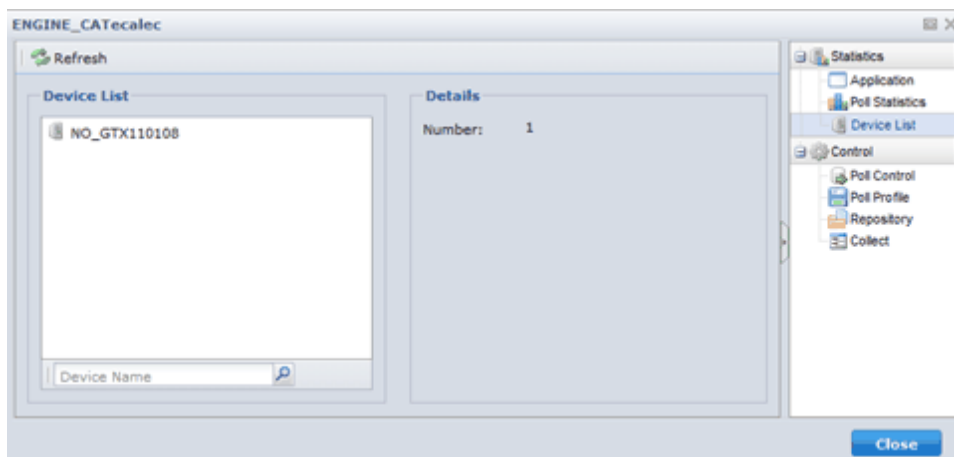 ENGINE_CATecalec
Refresh
Device List
NO_GTX110108
Device Name
Details
Number: 1
Statistics
Application
Poll Statistics
Device List
Control
Poll Control
Poll Profile
Repository
Collect
Close